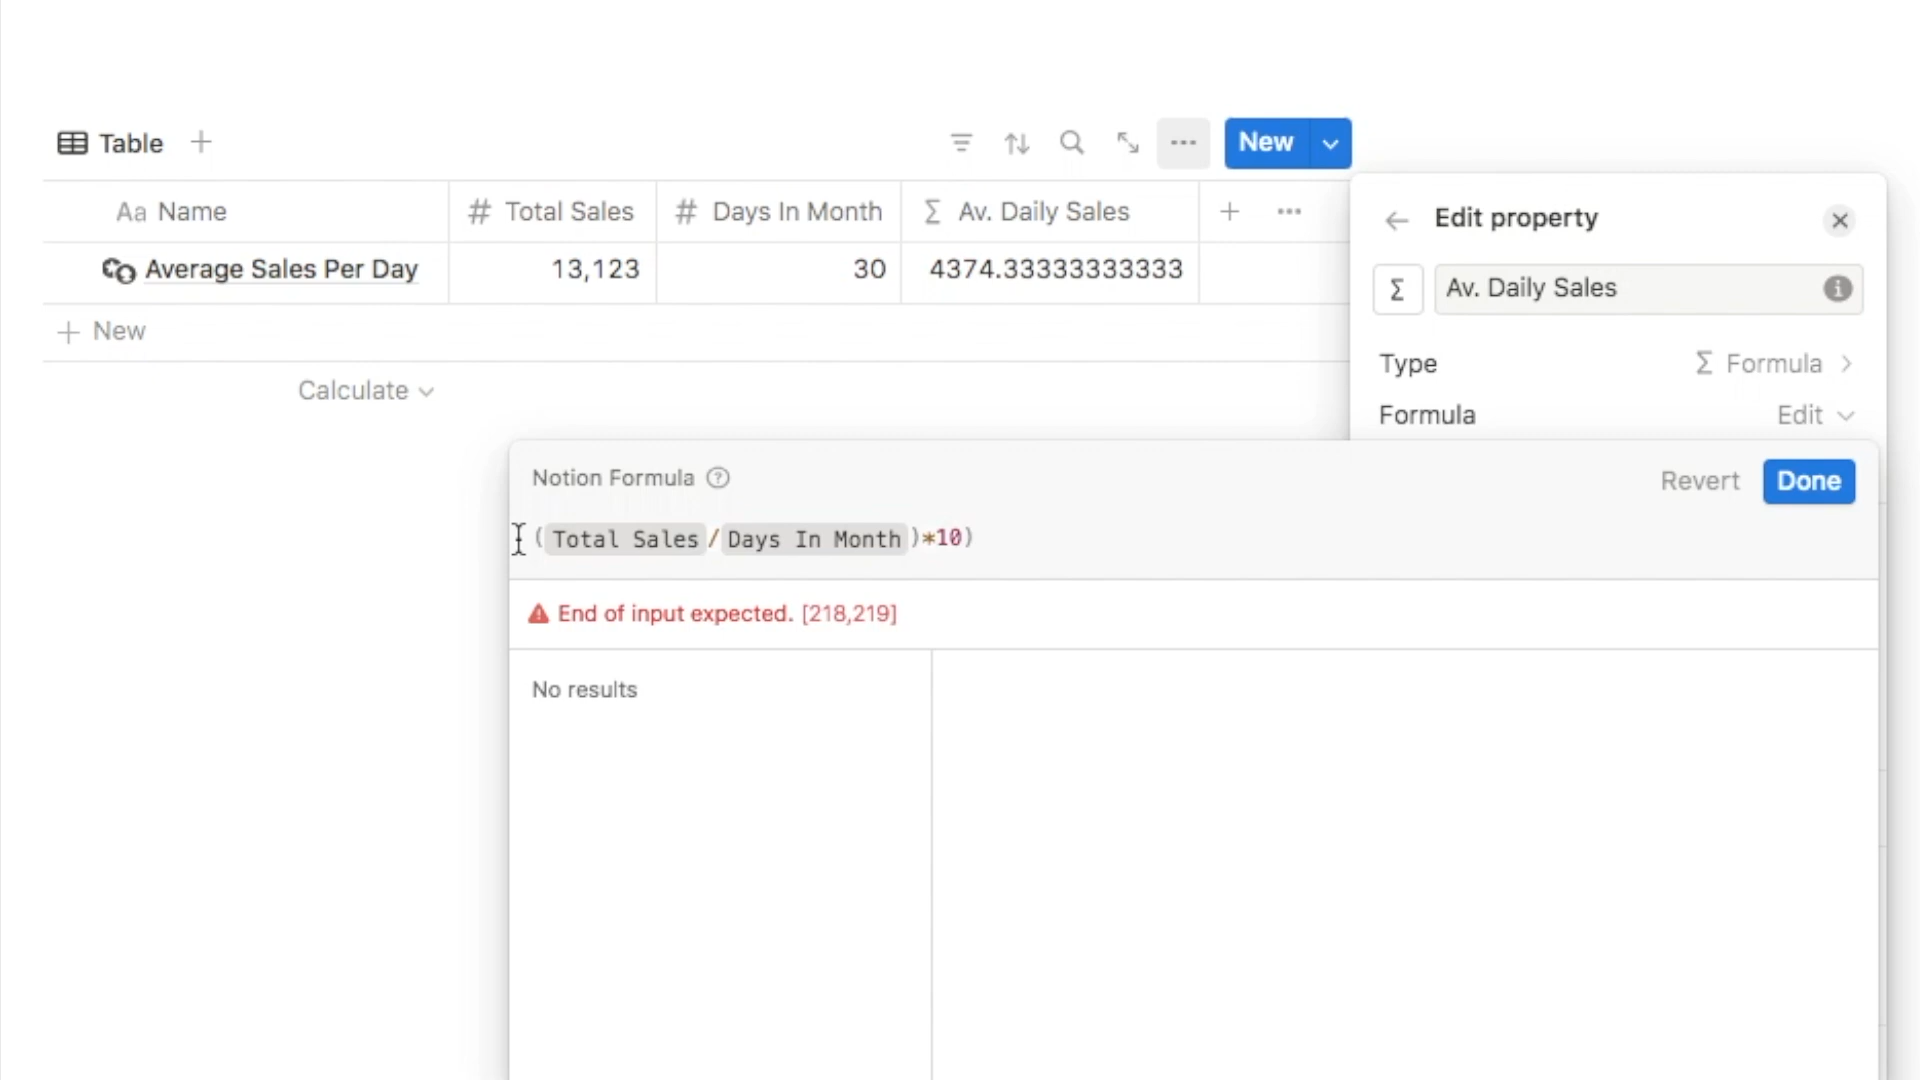 Table
New
Aa Name
# Total Sales
# Days In Month
Σ Av. Daily Sales
Average Sales Per Day
13,123
30
4374.33333333333
+ New
Calculate
Edit property
Σ
Av. Daily Sales
Type
Σ Formula
Formula
Edit
Notion Formula
Revert
Done
(Total Sales/Days In Month)*10)
End of input expected. [218,219]
No results